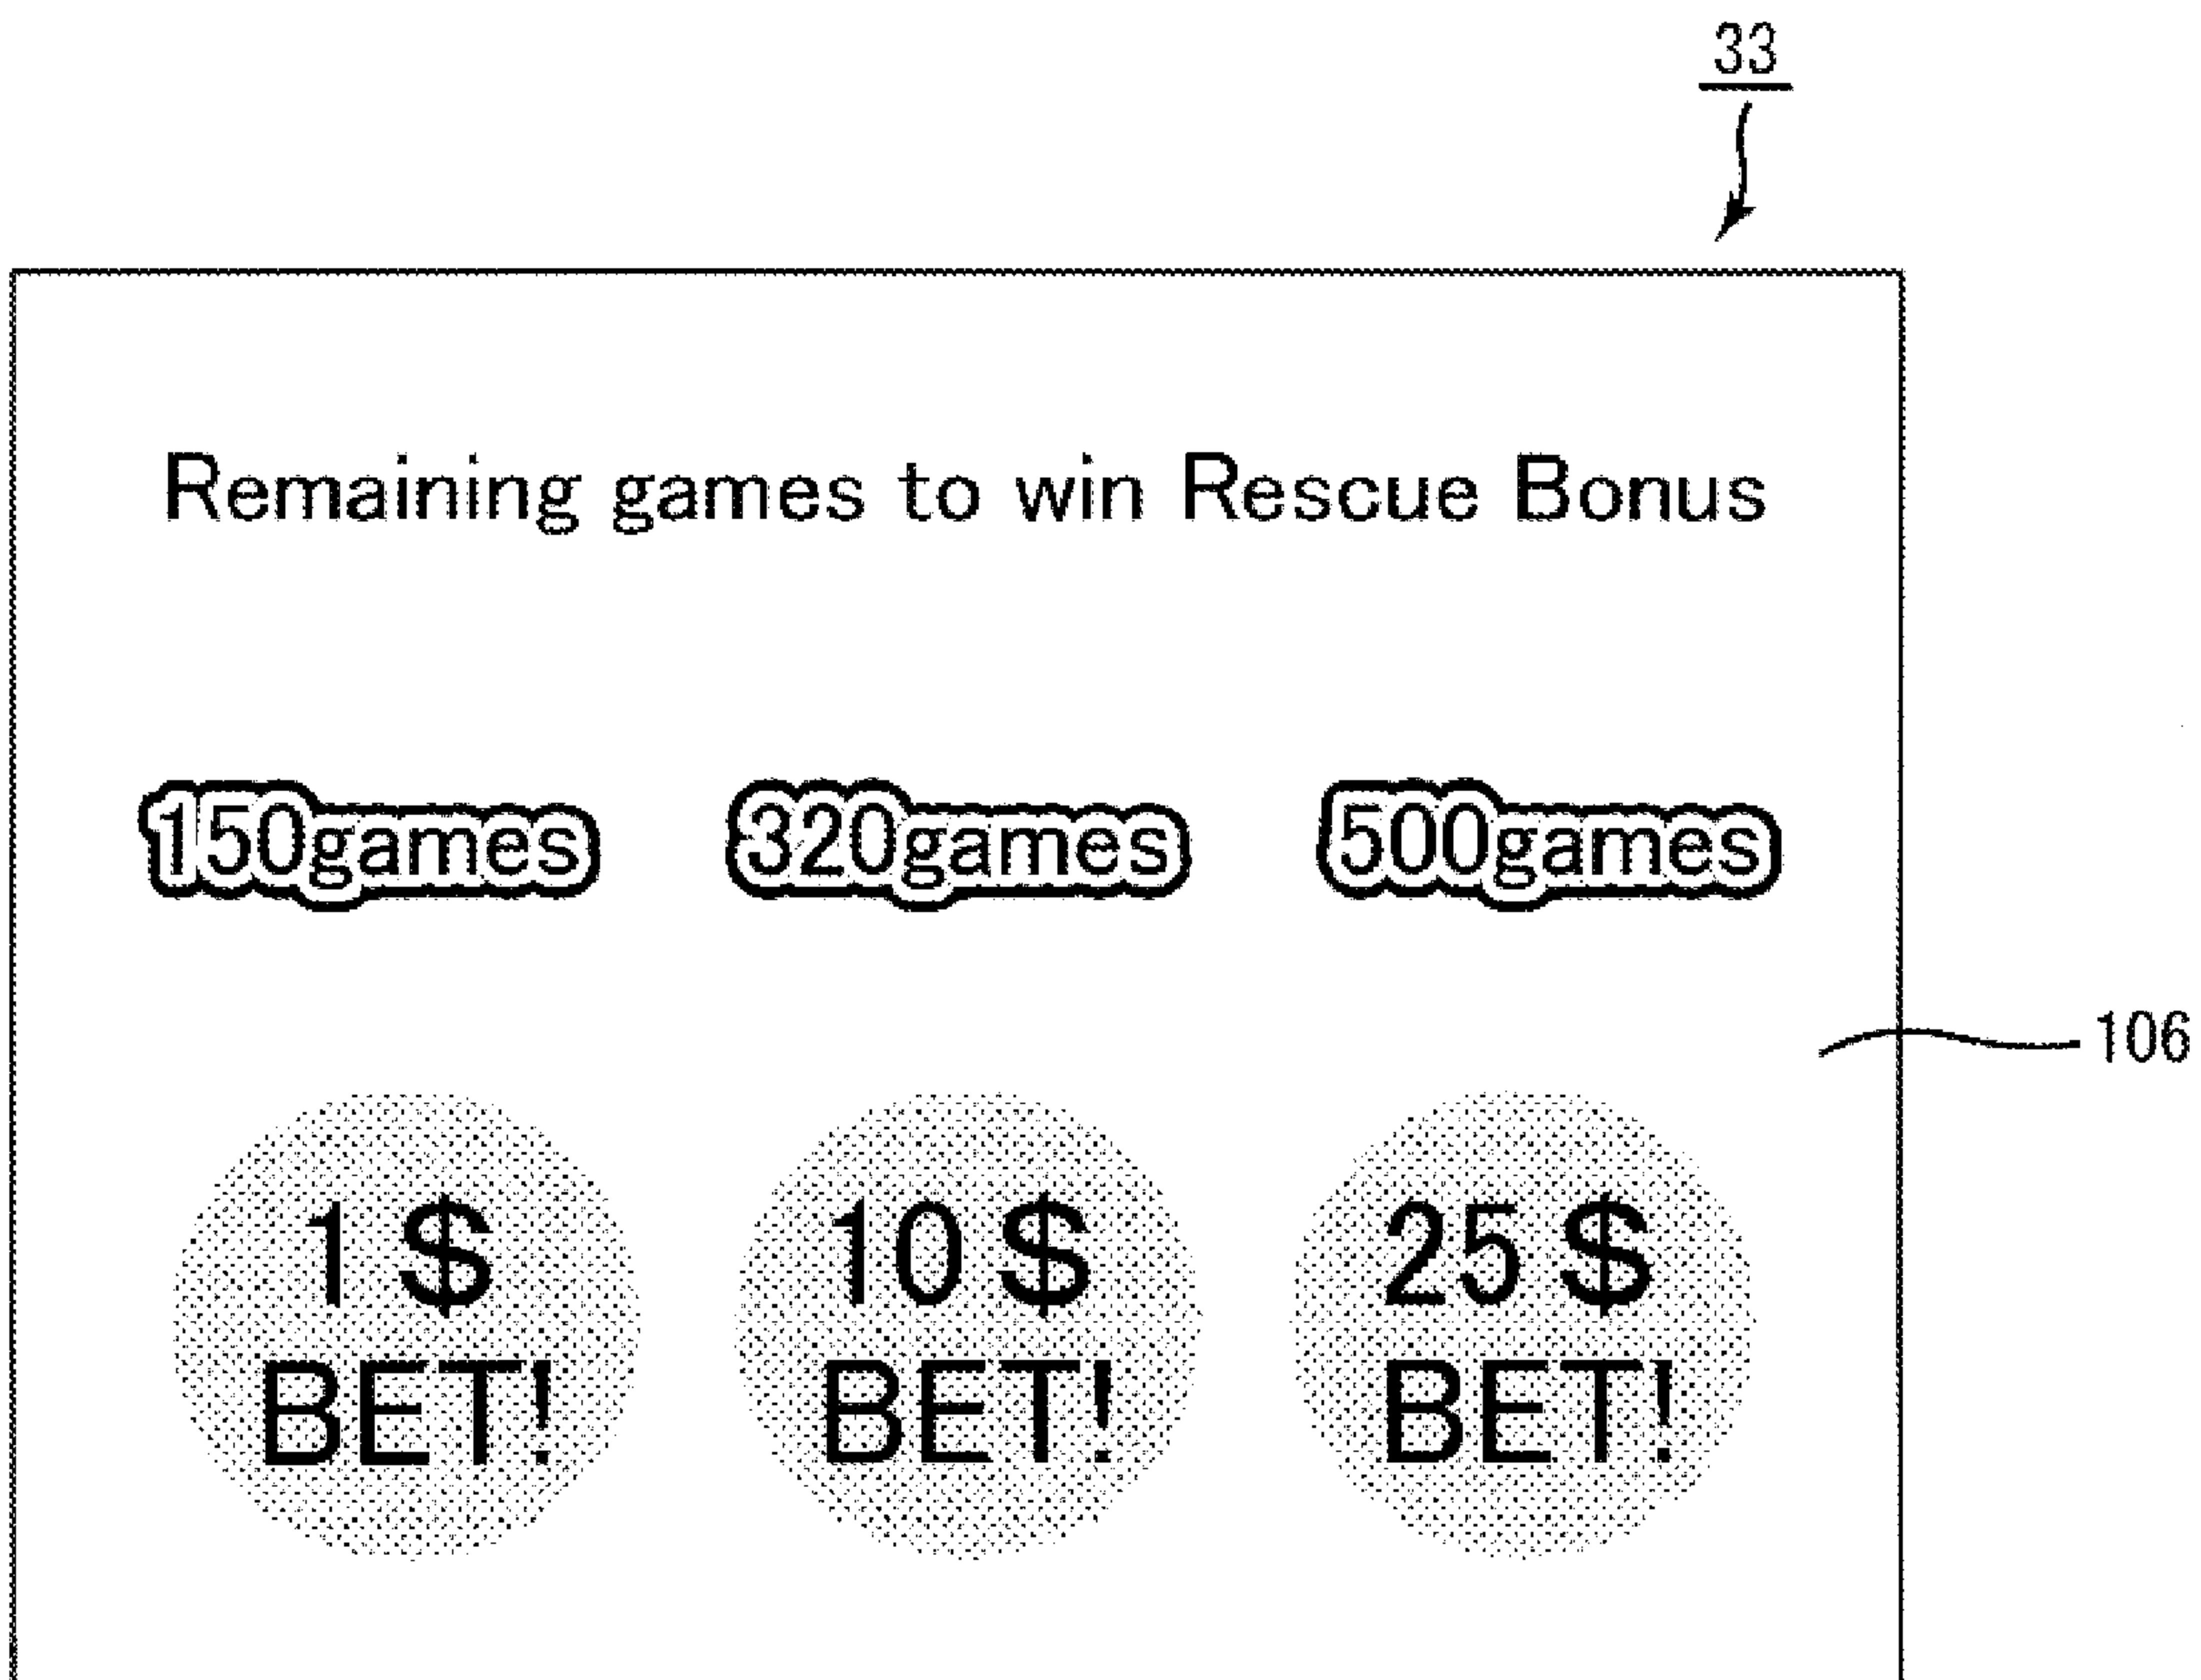 33
Remaining games to win Rescue Bonus
150games 320games 500games
106
1$ 10$ 25$
BET! BET! BET!